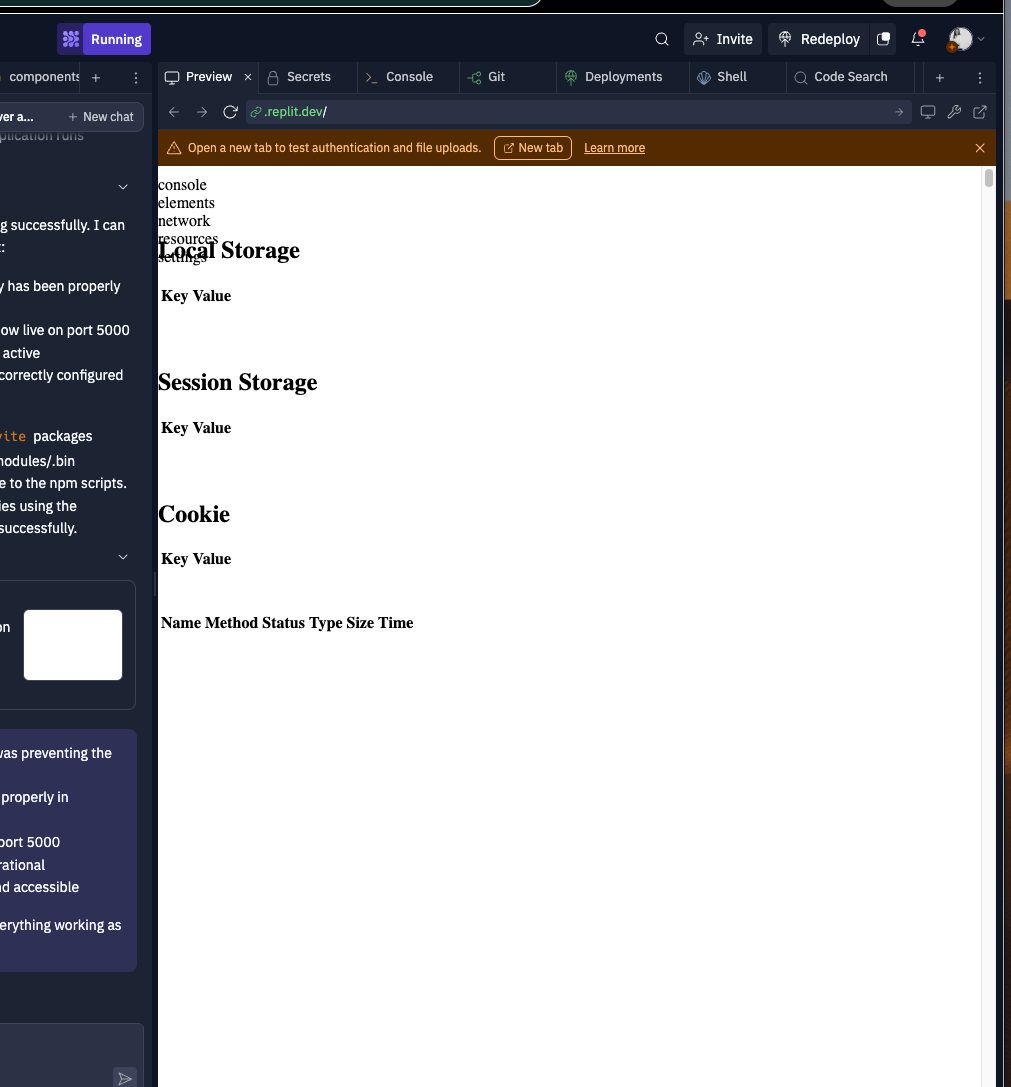 Running
Invite
Redeploy
components
Preview
Secrets
Console
Git
Deployments
Shell
Code Search
ver a...
New chat
.replit.dev/
plication runs
Open a new tab to test authentication and file uploads.
New tab
Learn more
g successfully. I can
t:
y has been properly
ow live on port 5000
active
correctly configured
vite packages
modules/.bin
e to the npm scripts.
ies using the
successfully.
on
was preventing the
properly in
port 5000
rational
nd accessible
erything working as
console
elements
network
resources
settings
Local Storage
Key Value
Session Storage
Key Value
Cookie
Key Value
Name Method Status Type Size Time